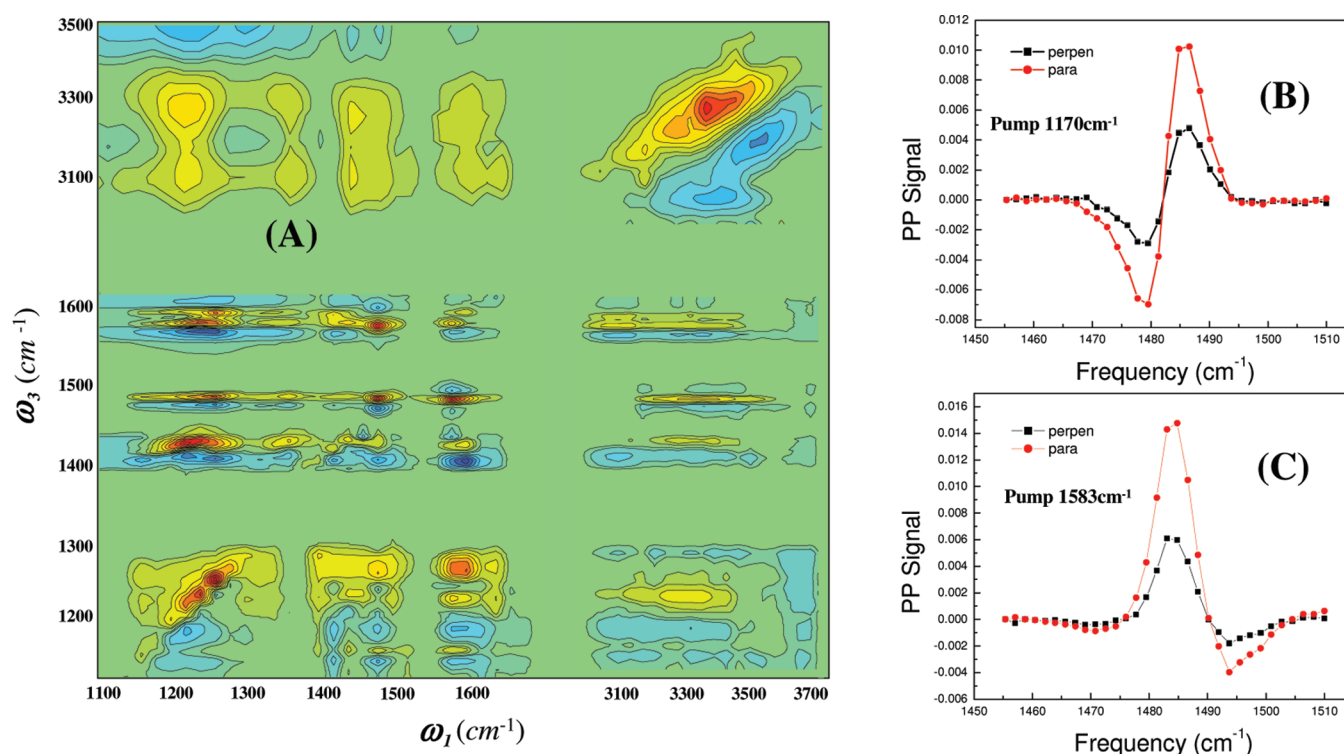 3500
3300
3100
1600
1500
1400
1300
1200
ω3 (cm -1)
(A)
1100 1200 1300 1400 1500 1600 3100 3300 3500 3700
ω1 (cm-1)
0.012
0.010
0.008
0.006
0.004
0.002
0.000
-0.002
-0.004
-0.006
-0.008
PP Signal
perpen
para
(B)
Pump 1170cm-1
1450 1460 1470 1480 1490 1500 1510
Frequency (cm-1)
0.016
0.014
0.012
0.010
0.008
0.006
0.004
0.002
0.000
-0.002
-0.004
-0.006
PP Signal
perpen
para
(C)
Pump 1583cm-1
1450 1460 1470 1480 1490 1500 1510
Frequency (cm-1)